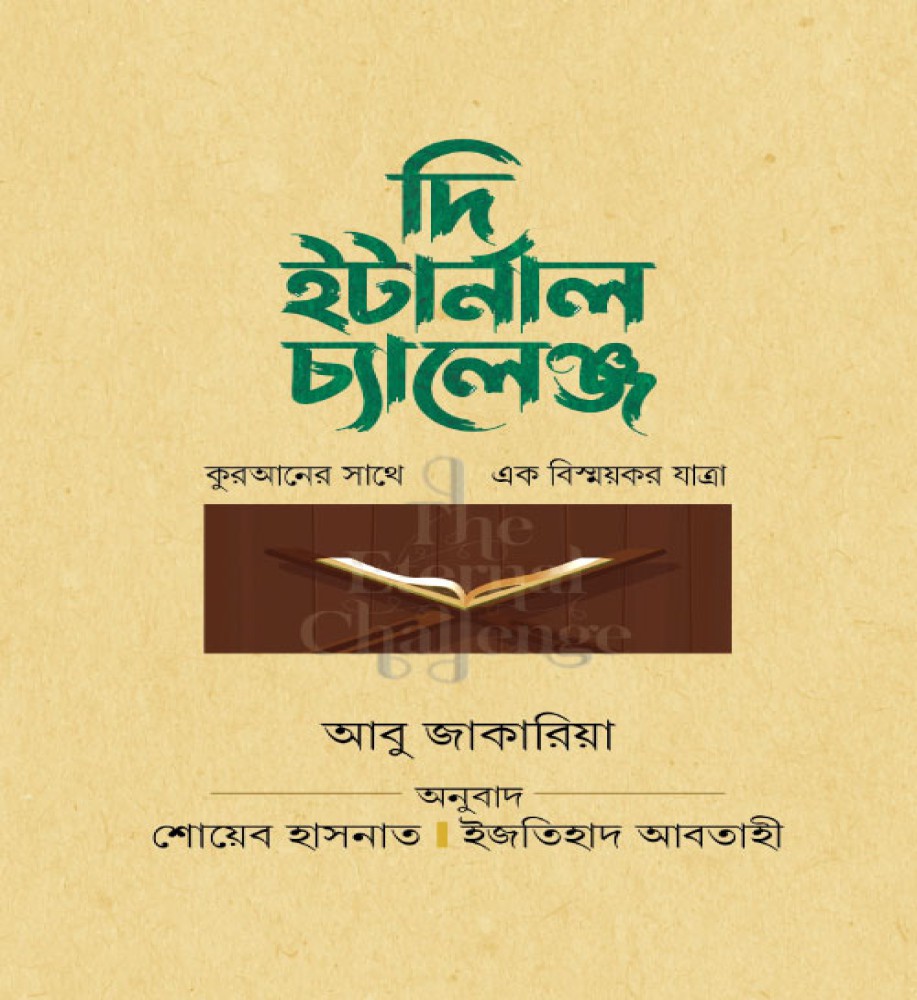 দি
ইটার্নাল
চ্যালেঞ্জ
কুরআনের সাথে এক বিস্ময়কর যাত্রা
The
Eternal
Challenge
আবু জাকারিয়া
অনুবাদ
শোয়েব হাসনাত ইজতিহাদ আবতাহী